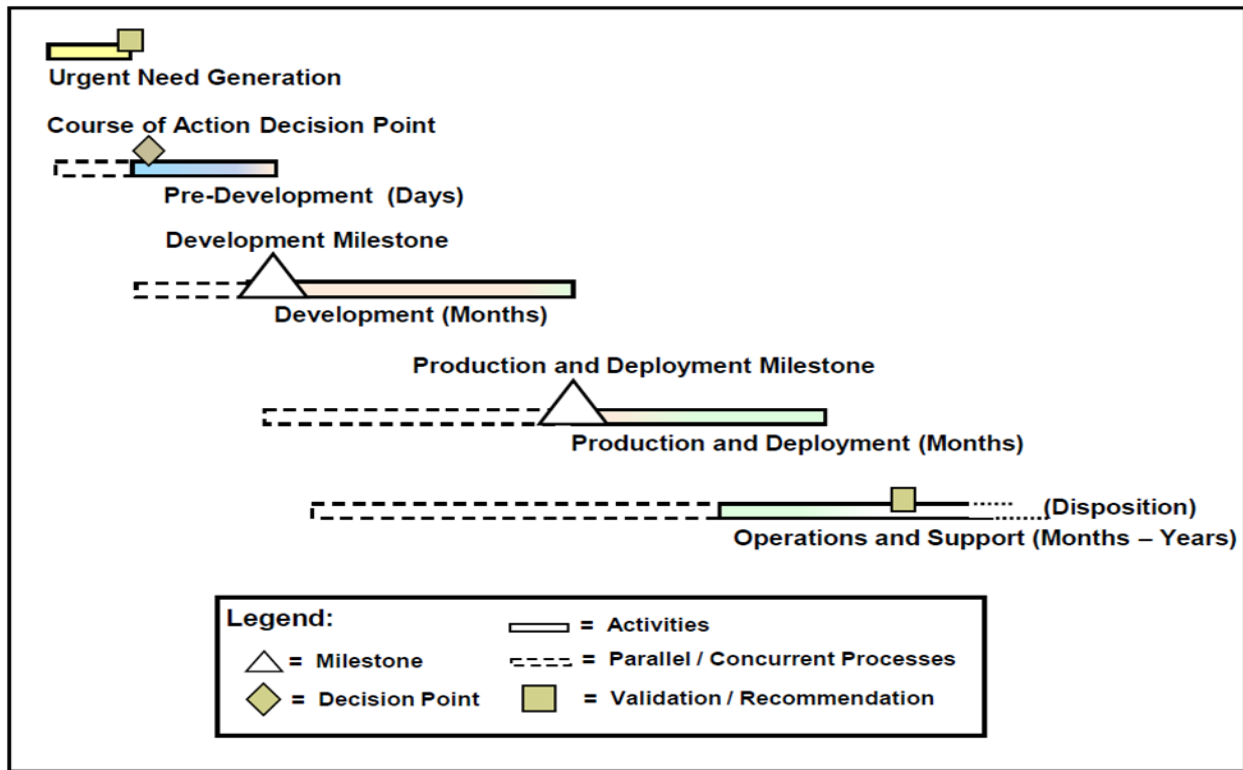 Urgent Need Generation
Course of Action Decision Point
Pre-Development (Days)
Development Milestone
Development (Months)
Production and Deployment Milestone
Production and Deployment (Months)
(Disposition)
Operations and Support (Months – Years)
Legend:
= Activities
= Milestone
= Parallel / Concurrent Processes
= Decision Point
= Validation / Recommendation